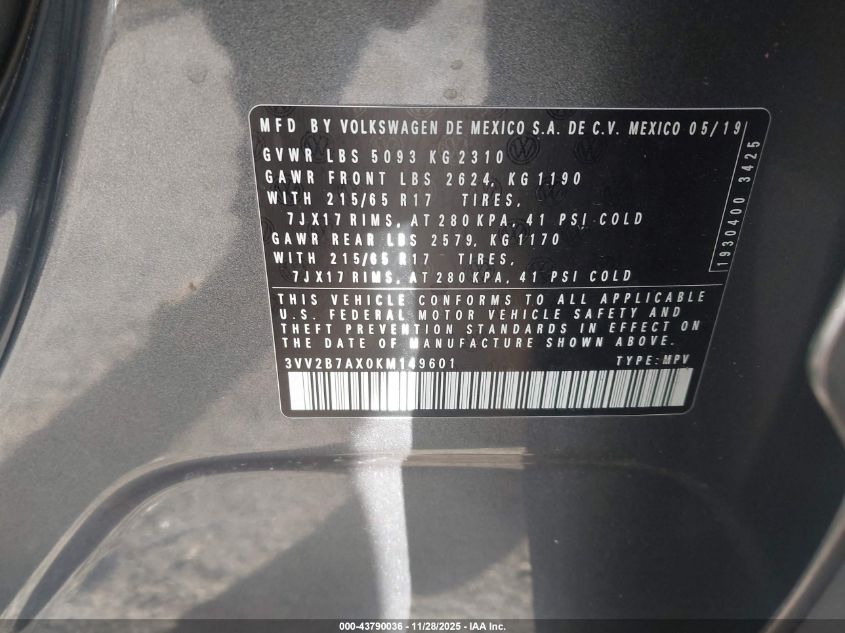 MFD BY VOLKSWAGEN DE MEXICO S.A. DE C.V. MEXICO 05/19
GVWR LBS 5093 KG 2310
GAWR FRONT LBS 2624, KG 1190
WITH 215/65 R17 TIRES,
7JX17 RIMS, AT 280 KPA, 41 PSI COLD
GAWR REAR LBS 2579, KG 1170
WITH 215/65 R17 TIRES,
7JX17 RIMS, AT 280 KPA, 41 PSI COLD
1930400 3425
THIS VEHICLE CONFORMS TO ALL APPLICABLE
U.S. FEDERAL MOTOR VEHICLE SAFETY AND
THEFT PREVENTION STANDARDS IN EFFECT ON
THE DATE OF MANUFACTURE SHOWN ABOVE.
3VV2B7AX0KM149601 TYPE: MPV
000-43790036 | 11/28/2025 - IAA Inc.